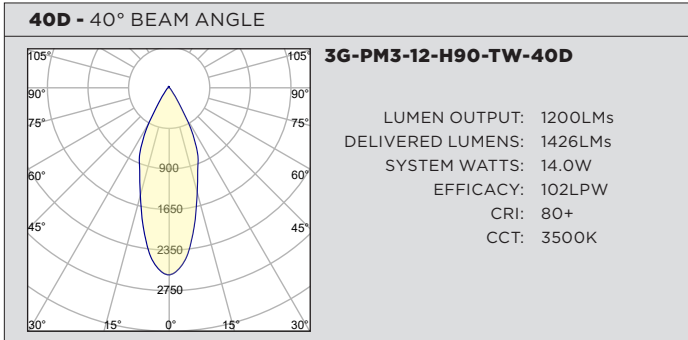 40D - 40° BEAM ANGLE
3G-PM3-12-H90-TW-40D
LUMEN OUTPUT: 1200LMs
DELIVERED LUMENS: 1426LMs
SYSTEM WATTS: 14.0W
EFFICACY: 102LPW
CRI: 80+
CCT: 3500K
105° 105°
90° 90°
75° 75°
60° 60°
45° 45°
900
1650
2350
2750
30° 15° 0° 15° 30°